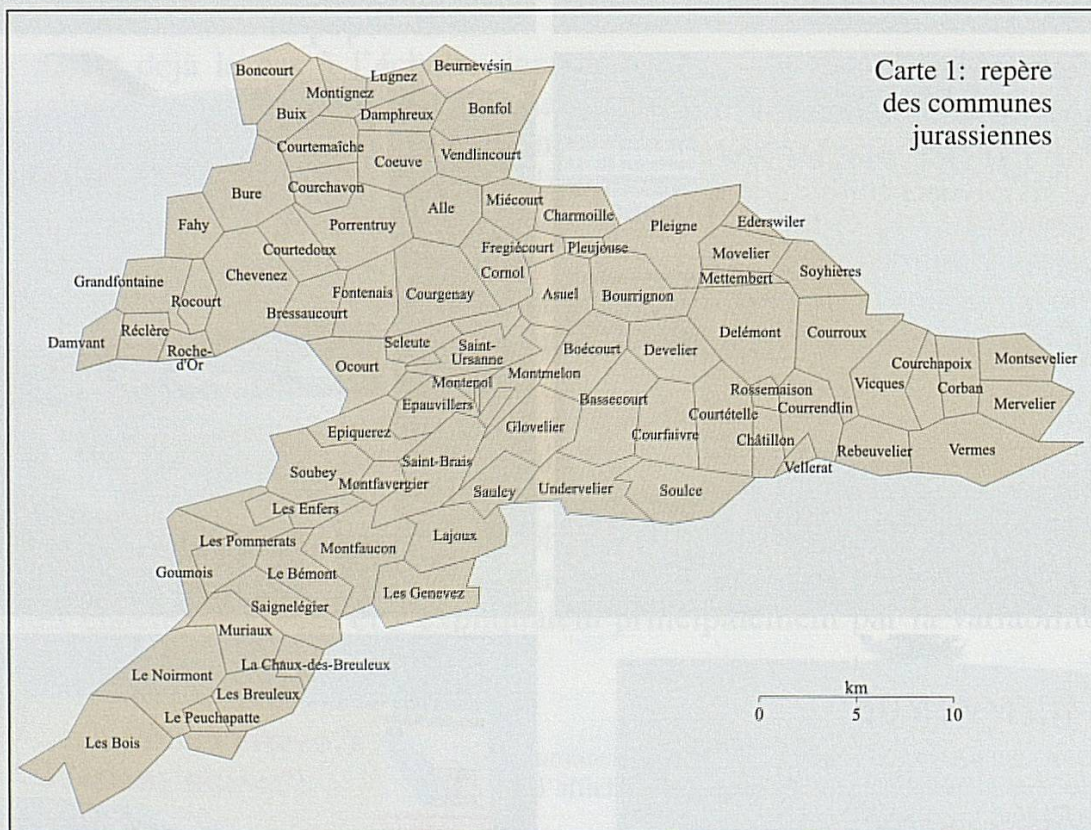 Carte 1: repère
des communes
jurassiennes
Boncourt
Beurnevésin
Lugnez
Montignez
Bonfol
Buix
Damphreux
Courtemaîche
Coeuve
Vendlincourt
Bure
Courchavon
Miécourt
Alle
Charmoille
Fahy
Porrentruy
Pleigne
Ederswiler
Courtedoux
Fregiécourt
Pleujouse
Movelier
Chevenez
Cornol
Mettembert
Soyhières
Grandfontaine
Rocourt
Fontenais
Courgenay
Asuel
Bourrignon
Bressaucourt
Réclère
Delémont
Courroux
Damvant
Roche-
d'Or
Seleute
Saint-
Ursanne
Boécourt
Develier
Ocourt
Montmelon
Courchapoix
Montsevelier
Montenol
Vicques
Corban
Rossemaison
Epauvillers
Bassecourt
Courtételle
Courrendlin
Mervelier
Epiquerez
Glovelier
Courfaivre
Châtillon
Rebeuvelier
Vermes
Soubey
Saint-Brais
Vellerat
Montfavergier
Saulcy
Undervelier
Soulce
Les Enfers
Les Pommerats
Montfaucon
Lajoux
Goumois
Le Bémont
Les Genevez
Saignelégier
Muriaux
La Chaux-des-Breuleux
Le Noirmont
Les Breuleux
Le Peuchapatte
Les Bois
km
0 5 10